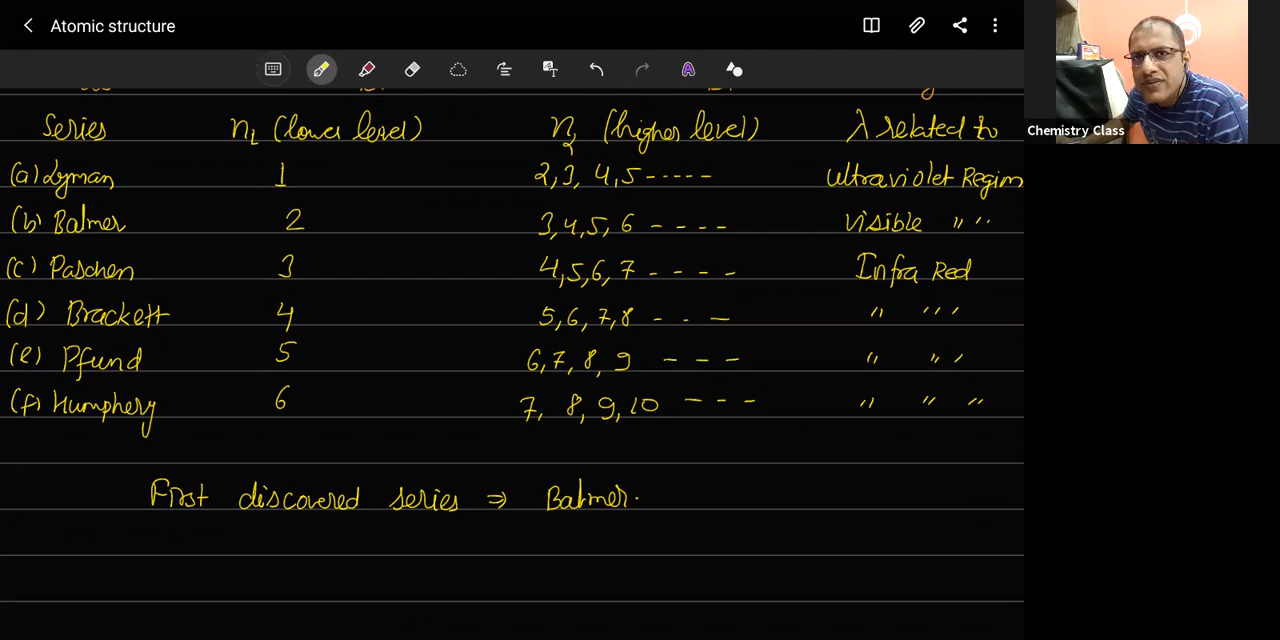 Atomic structure
Chemistry Class
Series n1 (lower level) n2 (higher level) λ related to
(a) Lyman 1 2,3, 4,5 ----- Ultraviolet Region
(b) Balmer 2 3,4,5, 6 ---- Visible " "
(c) Paschen 3 4,5,6,7 ---- Infra Red
(d) Brackett 4 5,6, 7,8 --- " "
(e) Pfund 5 6,7, 8, 9 --- " "
(f) Humphery 6 7, 8, 9, 10 --- " " "
First discovered series ⇒ Balmer.